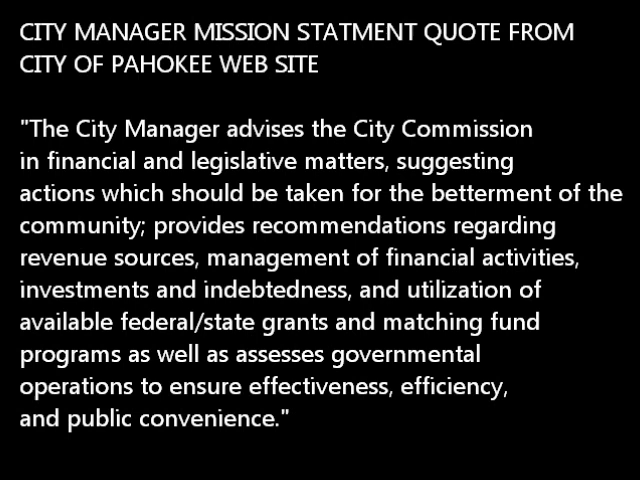 CITY MANAGER MISSION STATMENT QUOTE FROM
CITY OF PAHOKEE WEB SITE
"The City Manager advises the City Commission
in financial and legislative matters, suggesting
actions which should be taken for the betterment of the
community; provides recommendations regarding
revenue sources, management of financial activities,
investments and indebtedness, and utilization of
available federal/state grants and matching fund
programs as well as assesses governmental
operations to ensure effectiveness, efficiency,
and public convenience."